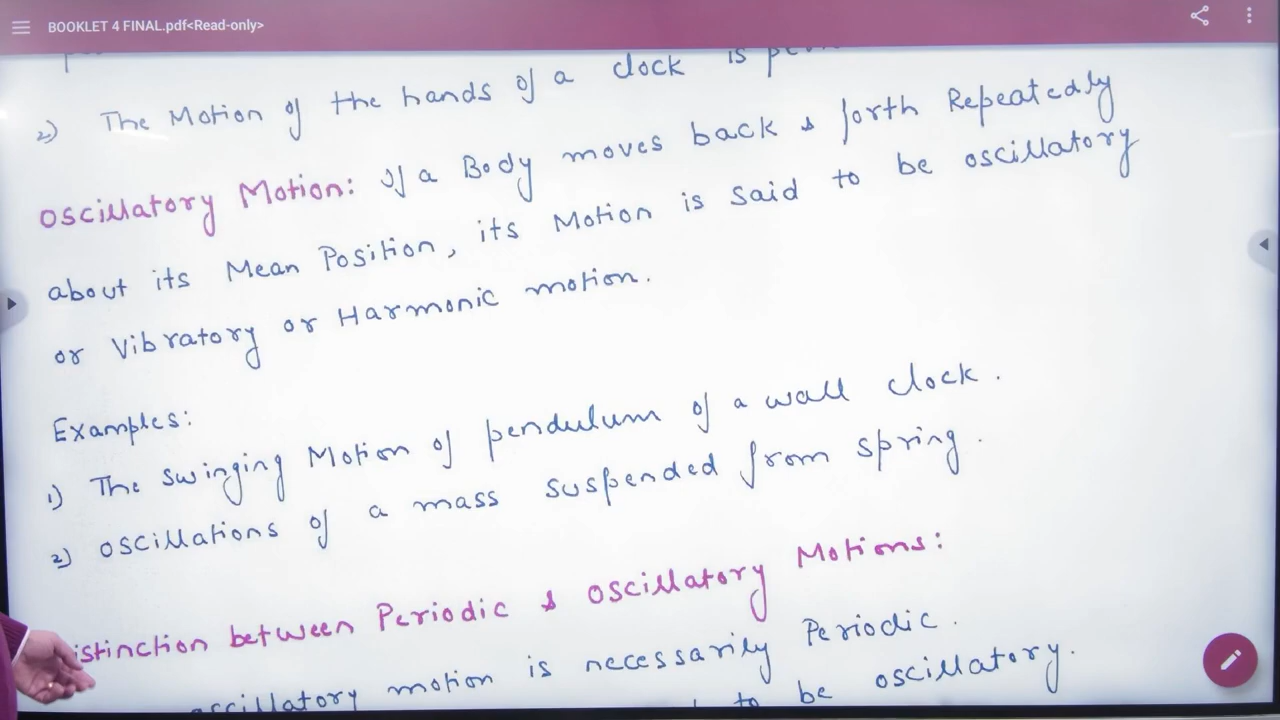 BOOKLET 4 FINAL.pdf<Read-only>
2) The Motion of the hands of a clock is
Oscillatory Motion: If a Body moves back & forth Repeatedly
about its Mean Position, its Motion is said to be oscillatory
or Vibratory or Harmonic motion.
Examples:
1) The swinging Motion of pendulum of a wall clock.
2) oscillations of a mass suspended from spring.
istinction between Periodic & Oscillatory Motions:
oscillatory motion is necessarily Periodic.
to be oscillatory.